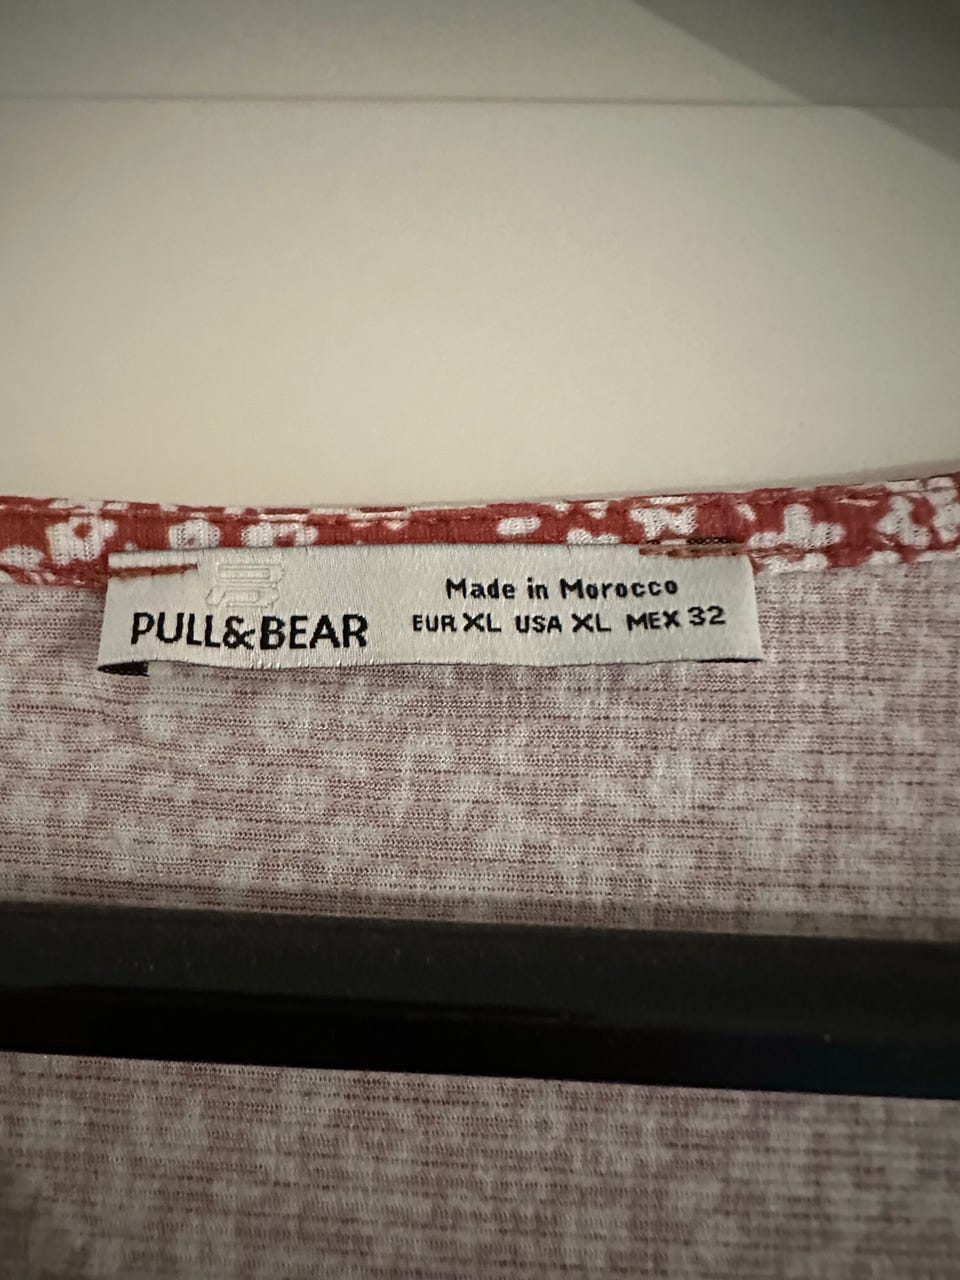 PULL&BEAR
Made in Morocco
EUR XL USA XL MEX 32